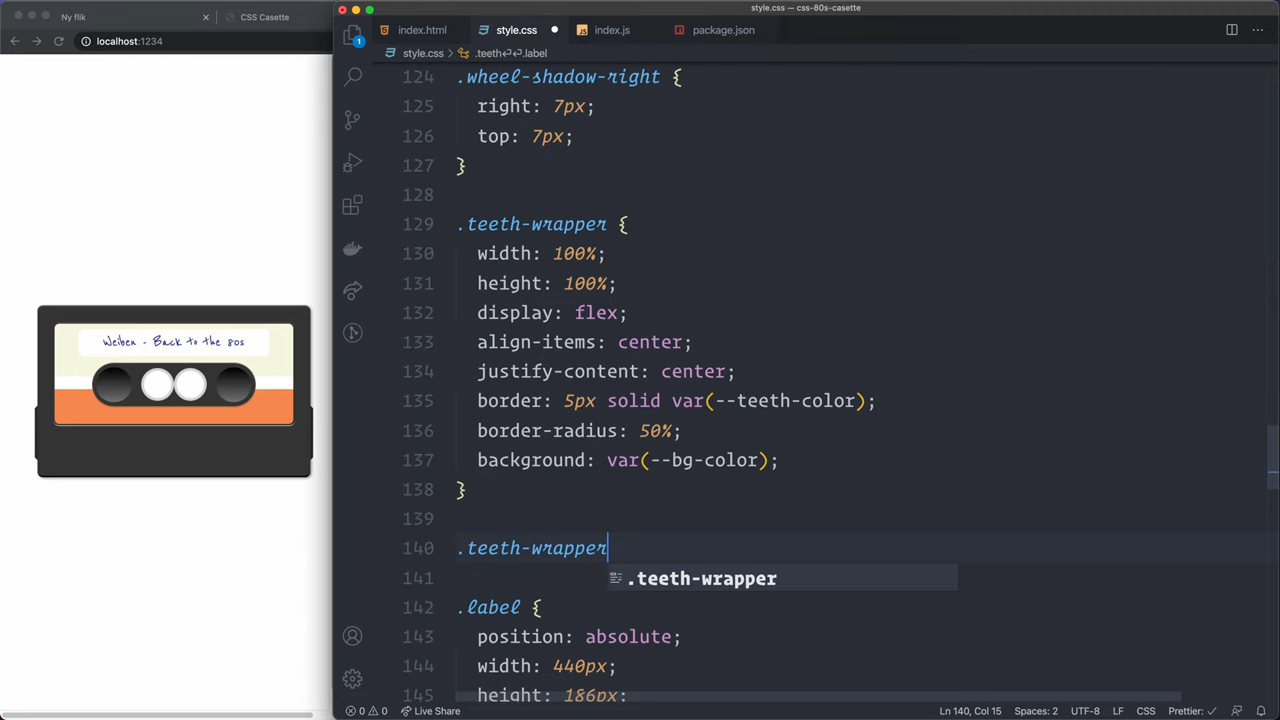 style.css — css-80s-casette
Ny flik
CSS Casette
index.html
style.css
index.js
package.json
localhost:1234
style.css › .teeth↩↩.label
1
124 .wheel-shadow-right {
125 right: 7px;
126 top: 7px;
127 }
128
129 .teeth-wrapper {
130 width: 100%;
131 height: 100%;
132 display: flex;
133 align-items: center;
134 justify-content: center;
135 border: 5px solid var(--teeth-color);
136 border-radius: 50%;
137 background: var(--bg-color);
138 }
139
140 .teeth-wrapper
141 .teeth-wrapper
142 .label {
143 position: absolute;
144 width: 440px;
145 height: 186px;
Weiben - Back to the 80s
0 0 Live Share
Ln 140, Col 15 Spaces: 2 UTF-8 LF CSS Prettier: ✓